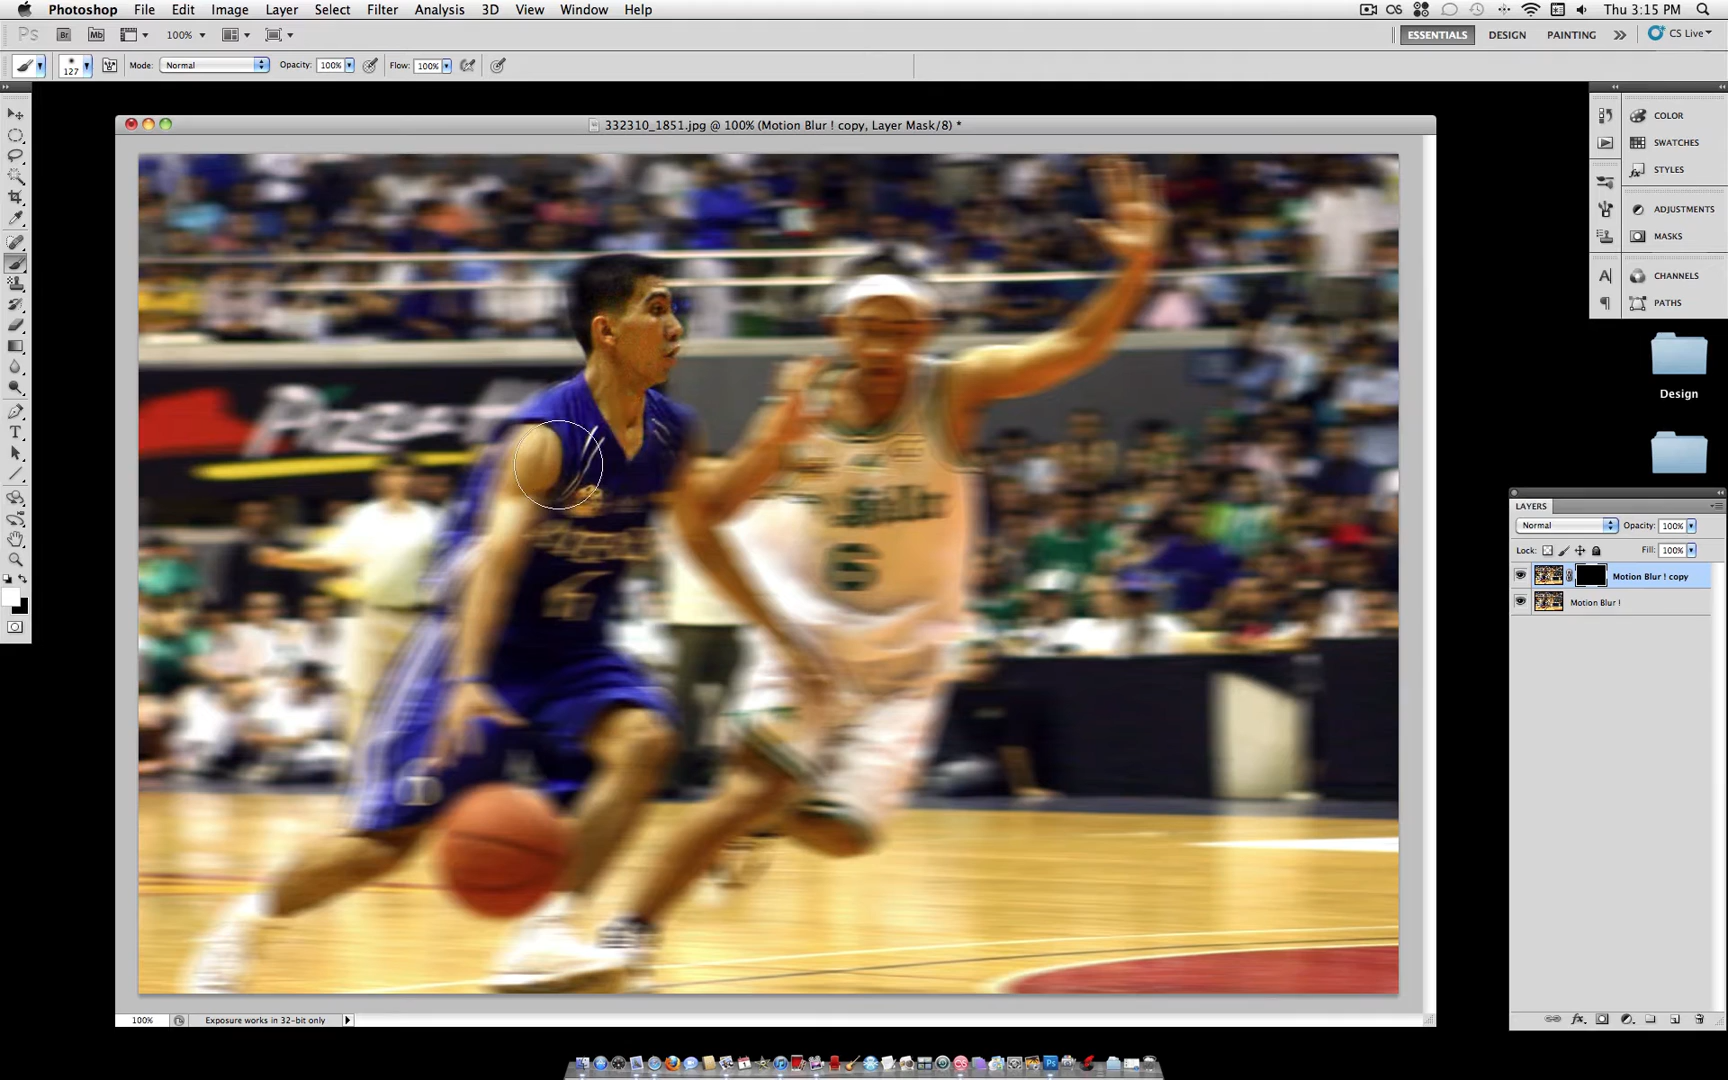 Photoshop File Edit Image Layer Select Filter Analysis 3D View Window Help Thu 3:15 PM
Ps Br Mb 100% ESSENTIALS DESIGN PAINTING CS Live
127 Mode: Normal Opacity: 100% Flow: 100%
332310_1851.jpg @ 100% (Motion Blur ! copy, Layer Mask/8) *
COLOR
SWATCHES
STYLES
ADJUSTMENTS
MASKS
CHANNELS
PATHS
Design
6
LAYERS
Normal Opacity: 100%
Lock: Fill: 100%
Motion Blur ! copy
Motion Blur !
100% Exposure works in 32-bit only